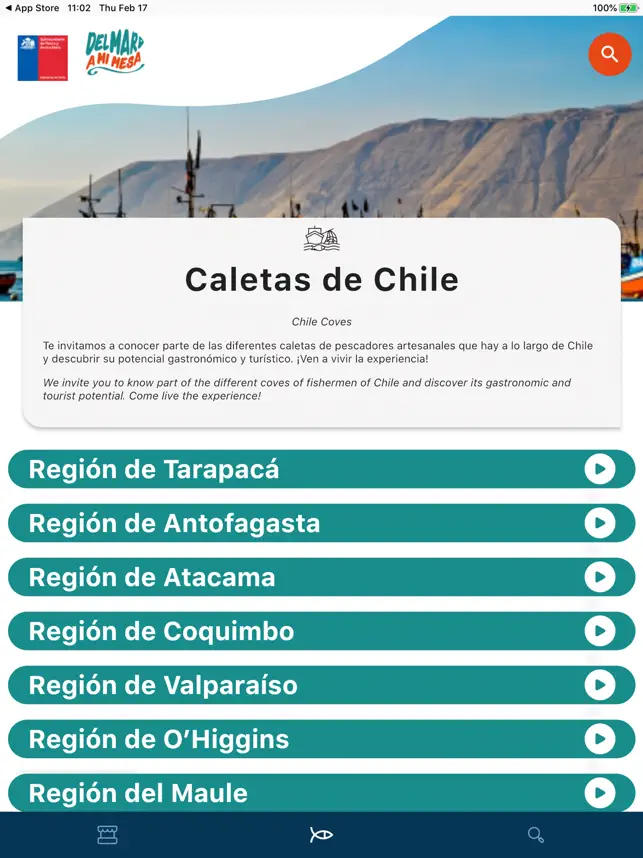 App Store 11:02 Thu Feb 17 100%
DEL MAR
A MI MESA
Caletas de Chile
Chile Coves
Te invitamos a conocer parte de las diferentes caletas de pescadores artesanales que hay a lo largo de Chile
y descubrir su potencial gastronómico y turístico. ¡Ven a vivir la experiencia!
We invite you to know part of the different coves of fishermen of Chile and discover its gastronomic and
tourist potential. Come live the experience!
Región de Tarapacá
Región de Antofagasta
Región de Atacama
Región de Coquimbo
Región de Valparaíso
Región de O’Higgins
Región del Maule